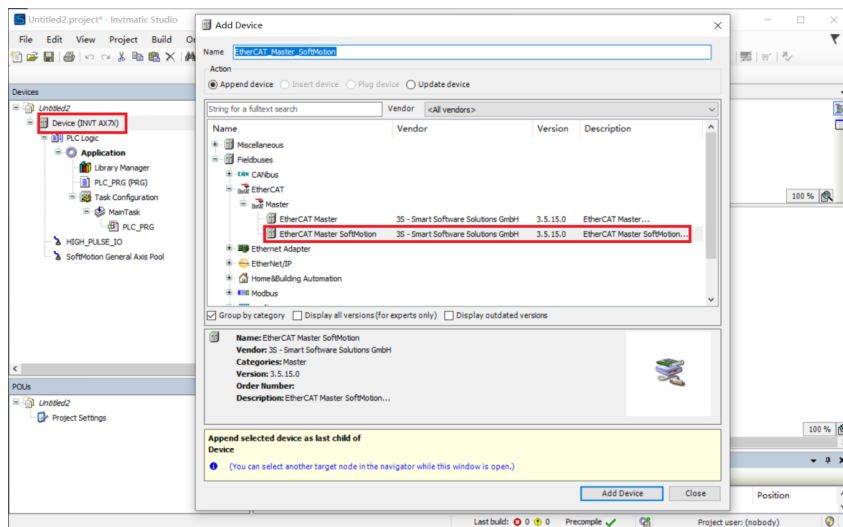 Untitled2.project* - Invtmatic Studio
File Edit View Project Build
Devices
Untitled2
Device (INVT AX7X)
PLC Logic
Application
Library Manager
PLC_PRG (PRG)
Task Configuration
MainTask
PLC_PRG
HIGH_PULSE_IO
SoftMotion General Axis Pool
POUs
Untitled2
Project Settings
Add Device
Name EtherCAT_Master_SoftMotion
Action
Append device Insert device Plug device Update device
String for a fulltext search Vendor <All vendors>
Name Vendor Version Description
Miscellaneous
Fieldbuses
CAN CANbus
EtherCAT
Master
EtherCAT Master 3S - Smart Software Solutions GmbH 3.5.15.0 EtherCAT Master...
EtherCAT Master SoftMotion 3S - Smart Software Solutions GmbH 3.5.15.0 EtherCAT Master SoftMotion...
Ethernet Adapter
EtherNet/IP
Home&Building Automation
Modbus
Group by category Display all versions (for experts only) Display outdated versions
Name: EtherCAT Master SoftMotion
Vendor: 3S - Smart Software Solutions GmbH
Categories: Master
Version: 3.5.15.0
Order Number:
Description: EtherCAT Master SoftMotion...
Append selected device as last child of
Device
(You can select another target node in the navigator while this window is open.)
Add Device Close
100 %
100 %
Position
Last build: 0 0 Precompile Project user: (nobody)